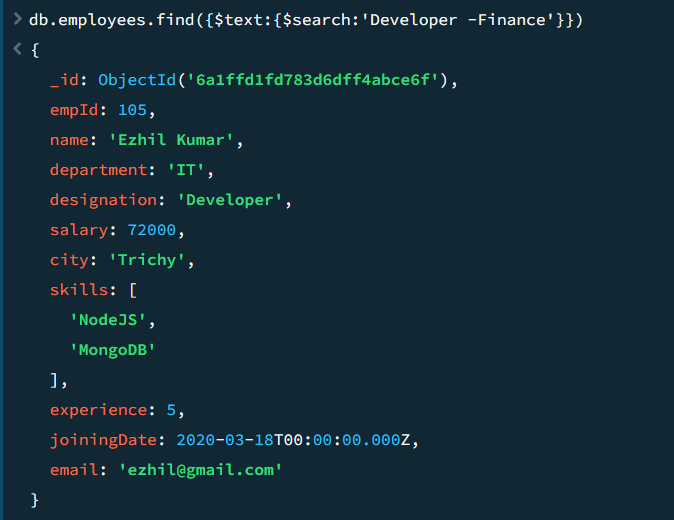 > db.employees.find({$text:{$search:'Developer -Finance'}})
< {
_id: ObjectId('6a1ffd1fd783d6dff4abce6f'),
empId: 105,
name: 'Ezhil Kumar',
department: 'IT',
designation: 'Developer',
salary: 72000,
city: 'Trichy',
skills: [
'NodeJS',
'MongoDB'
],
experience: 5,
joiningDate: 2020-03-18T00:00:00.000Z,
email: 'ezhil@gmail.com'
}